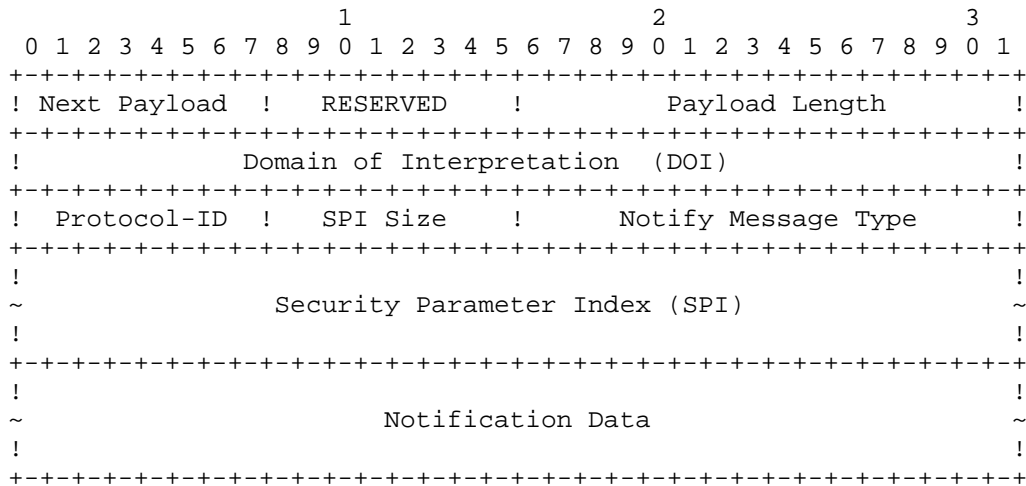 1                   2                   3
 0 1 2 3 4 5 6 7 8 9 0 1 2 3 4 5 6 7 8 9 0 1 2 3 4 5 6 7 8 9 0 1
+-+-+-+-+-+-+-+-+-+-+-+-+-+-+-+-+-+-+-+-+-+-+-+-+-+-+-+-+-+-+-+-+
! Next Payload  !   RESERVED    !         Payload Length        !
+-+-+-+-+-+-+-+-+-+-+-+-+-+-+-+-+-+-+-+-+-+-+-+-+-+-+-+-+-+-+-+-+
!              Domain of Interpretation  (DOI)                  !
+-+-+-+-+-+-+-+-+-+-+-+-+-+-+-+-+-+-+-+-+-+-+-+-+-+-+-+-+-+-+-+-+
!  Protocol-ID  !   SPI Size    !      Notify Message Type      !
+-+-+-+-+-+-+-+-+-+-+-+-+-+-+-+-+-+-+-+-+-+-+-+-+-+-+-+-+-+-+-+-+
!                                                               !
~                Security Parameter Index (SPI)                 ~
!                                                               !
+-+-+-+-+-+-+-+-+-+-+-+-+-+-+-+-+-+-+-+-+-+-+-+-+-+-+-+-+-+-+-+-+
!                                                               !
~                       Notification Data                       ~
!                                                               !
+-+-+-+-+-+-+-+-+-+-+-+-+-+-+-+-+-+-+-+-+-+-+-+-+-+-+-+-+-+-+-+-+